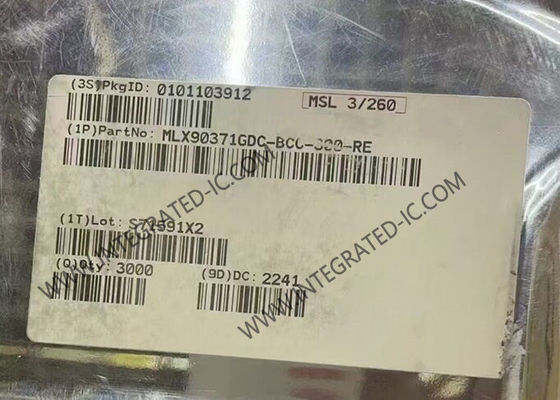 (3S)PkgID: 0101103912
MSL 3/260
(1P)PartNo: MLX90371GDC-BCC-300-RE
(1T)Lot: S72591X2
(Q)Qty: 3000
(9D)DC: 2241
WWW.INTEGRATED-IC.COM
WWW.INTEGRATED-IC.COM